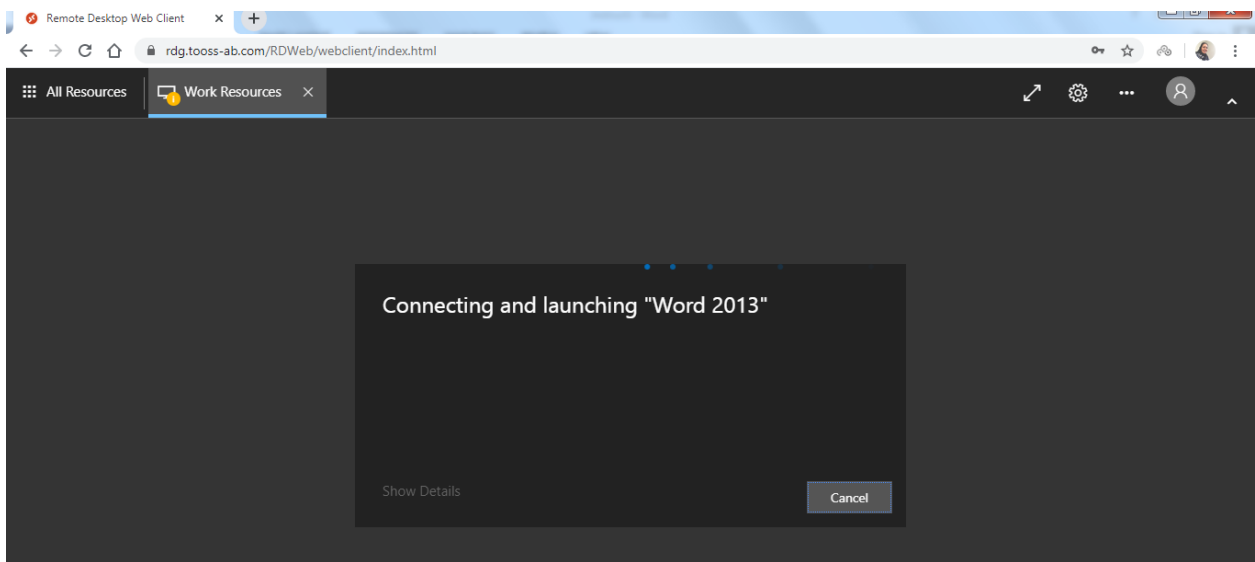 Remote Desktop Web Client
rdg.tooss-ab.com/RDWeb/webclient/index.html
All Resources
Work Resources
Connecting and launching "Word 2013"
Show Details
Cancel